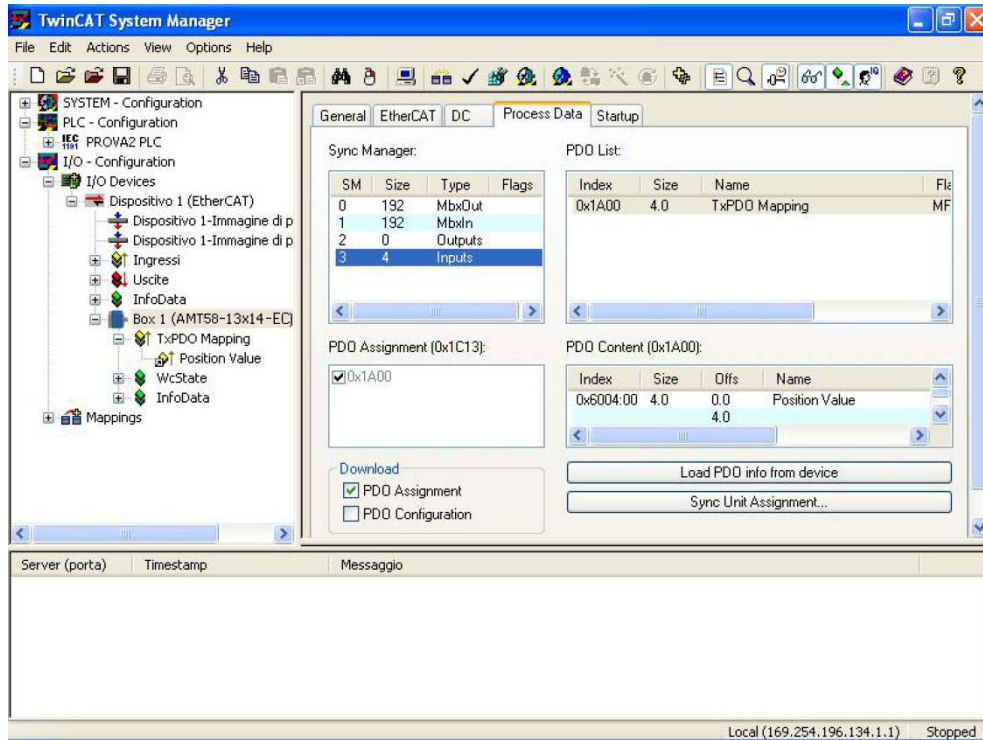 TwinCAT System Manager
File Edit Actions View Options Help
SYSTEM - Configuration
PLC - Configuration
IEC 1131 PROVA2 PLC
I/O - Configuration
I/O Devices
Dispositivo 1 (EtherCAT)
Dispositivo 1-Immagine di p
Dispositivo 1-Immagine di p
Ingressi
Uscite
InfoData
Box 1 (AMT58-13x14-EC)
TxPDO Mapping
Position Value
WcState
InfoData
Mappings
General EtherCAT DC Process Data Startup
Sync Manager:
SM Size Type Flags
0 192 MbxOut
1 192 MbxIn
2 0 Outputs
3 4 Inputs
PDO List:
Index Size Name Fla
0x1A00 4.0 TxPDO Mapping MF
PDO Assignment (0x1C13):
0x1A00
PDO Content (0x1A00):
Index Size Offs Name
0x6004:00 4.0 0.0 Position Value
4.0
Download
PDO Assignment
PDO Configuration
Load PDO info from device
Sync Unit Assignment...
Server (porta) Timestamp Messaggio
Local (169.254.196.134.1.1) Stopped